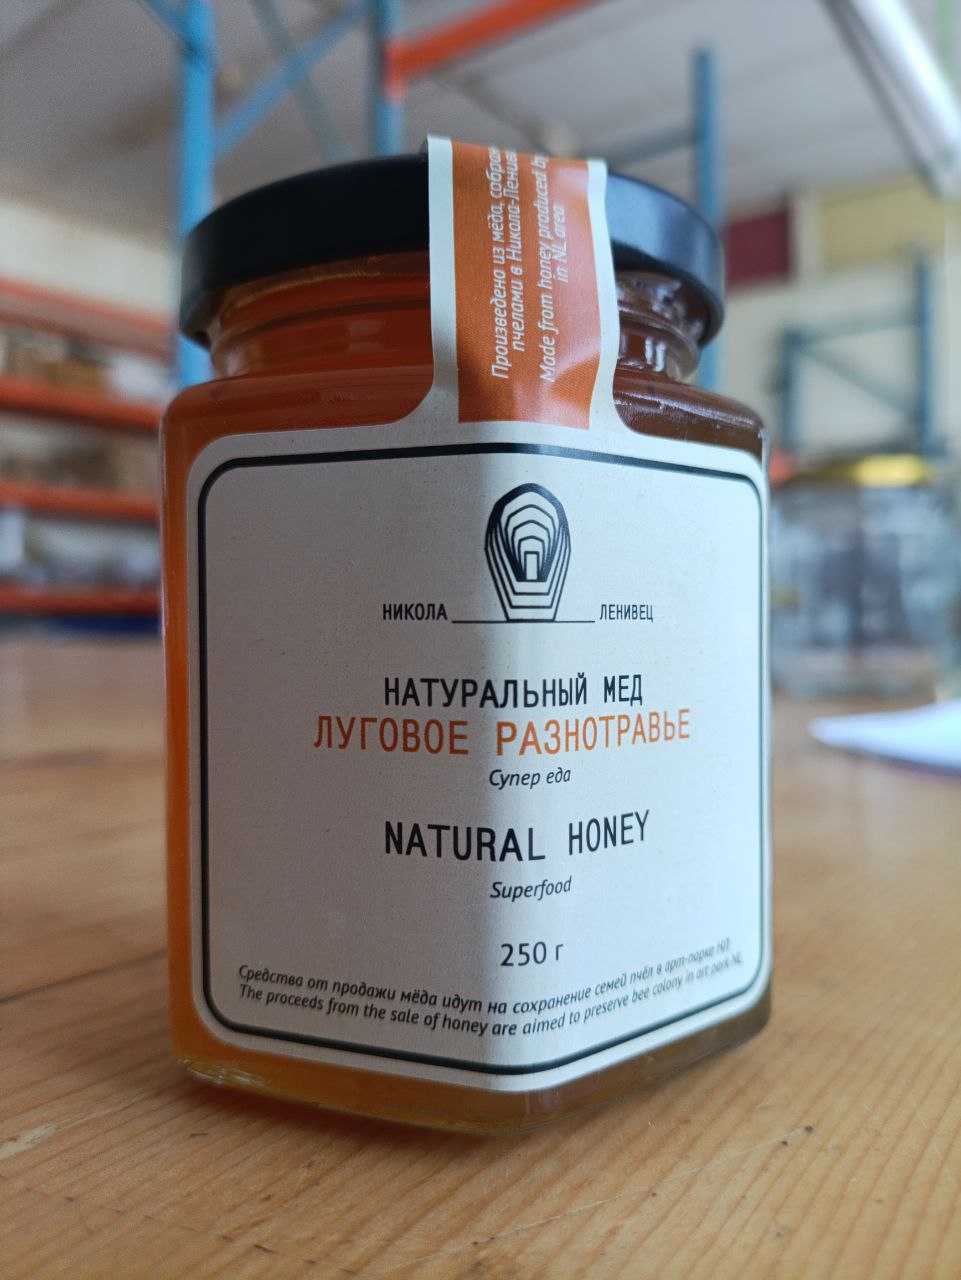 Произведено из мёда, собран
пчелами в Никола-Ленив
Made from honey produced by
in NL area
НИКОЛА ЛЕНИВЕЦ
НАТУРАЛЬНЫЙ МЕД
ЛУГОВОЕ РАЗНОТРАВЬЕ
Супер еда
NATURAL HONEY
Superfood
250 г
Средства от продажи мёда идут на сохранение семей пчёл в арт-парке НЛ
The proceeds from the sale of honey are aimed to preserve bee colony in art park NL